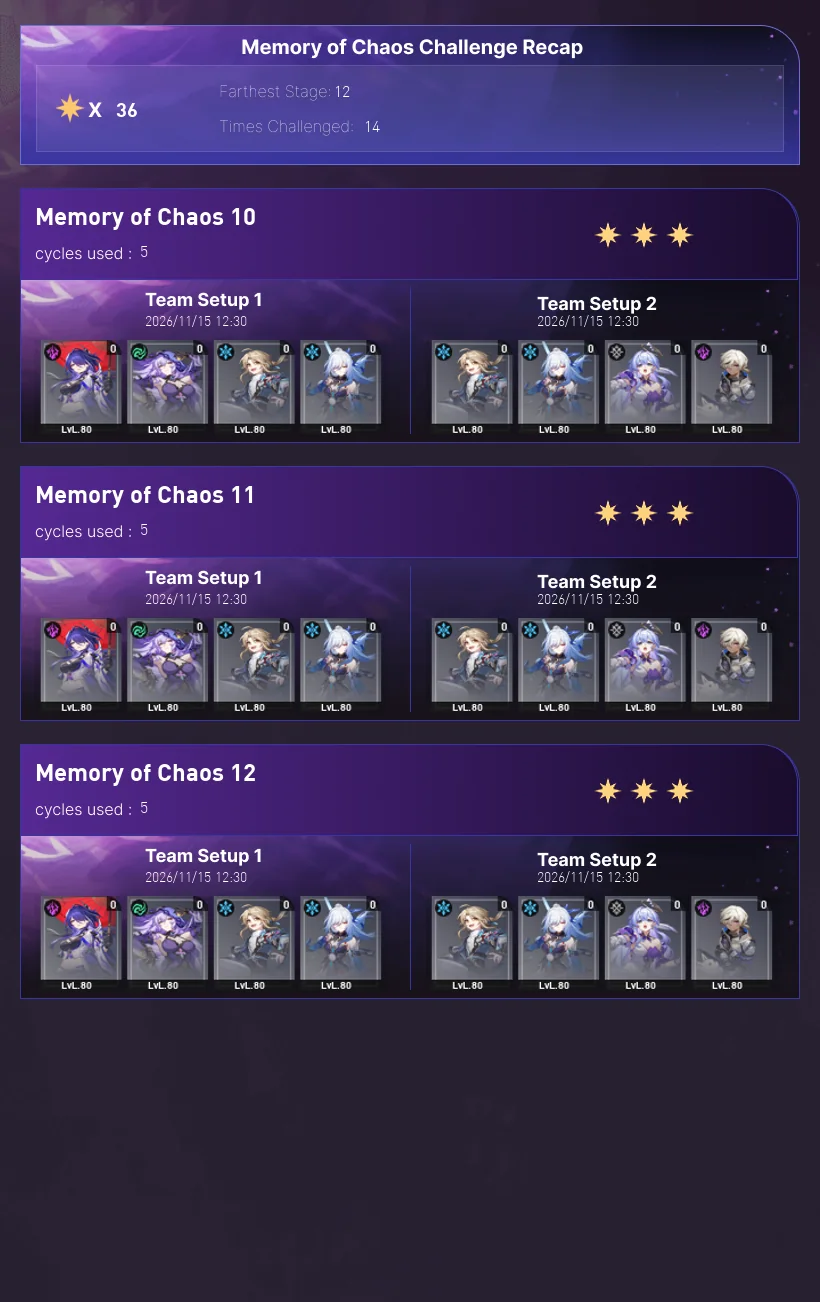 Memory of Chaos Challenge Recap
X 36
Farthest Stage: 12
Times Challenged: 14
Memory of Chaos 10
cycles used : 5
Team Setup 1
2026/11/15 12:30
0 0 0 0
LvL.80 LvL.80 LvL.80 LvL.80
Team Setup 2
2026/11/15 12:30
0 0 0 0
LvL.80 LvL.80 LvL.80 LvL.80
Memory of Chaos 11
cycles used : 5
Team Setup 1
2026/11/15 12:30
0 0 0 0
LvL.80 LvL.80 LvL.80 LvL.80
Team Setup 2
2026/11/15 12:30
0 0 0 0
LvL.80 LvL.80 LvL.80 LvL.80
Memory of Chaos 12
cycles used : 5
Team Setup 1
2026/11/15 12:30
0 0 0 0
LvL.80 LvL.80 LvL.80 LvL.80
Team Setup 2
2026/11/15 12:30
0 0 0 0
LvL.80 LvL.80 LvL.80 LvL.80